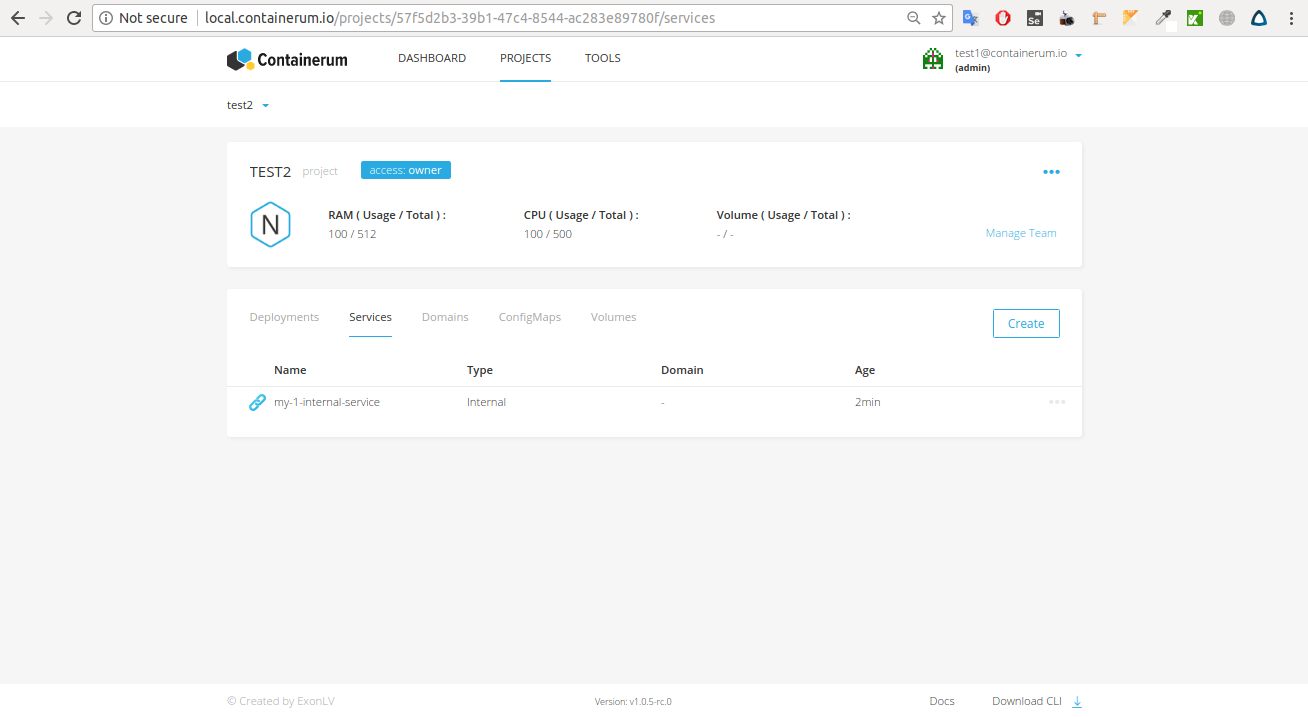 Not secure local.containerum.io/projects/57f5d2b3-39b1-47c4-8544-ac283e89780f/services
Containerum DASHBOARD PROJECTS TOOLS test1@containerum.io
(admin)
test2
TEST2 project access: owner
N
RAM ( Usage / Total ) : CPU ( Usage / Total ) : Volume ( Usage / Total ) :
100 / 512 100 / 500 - / - Manage Team
Deployments Services Domains ConfigMaps Volumes Create
Name Type Domain Age
my-1-internal-service Internal - 2min
© Created by ExonLV Version: v1.0.5-rc.0 Docs Download CLI